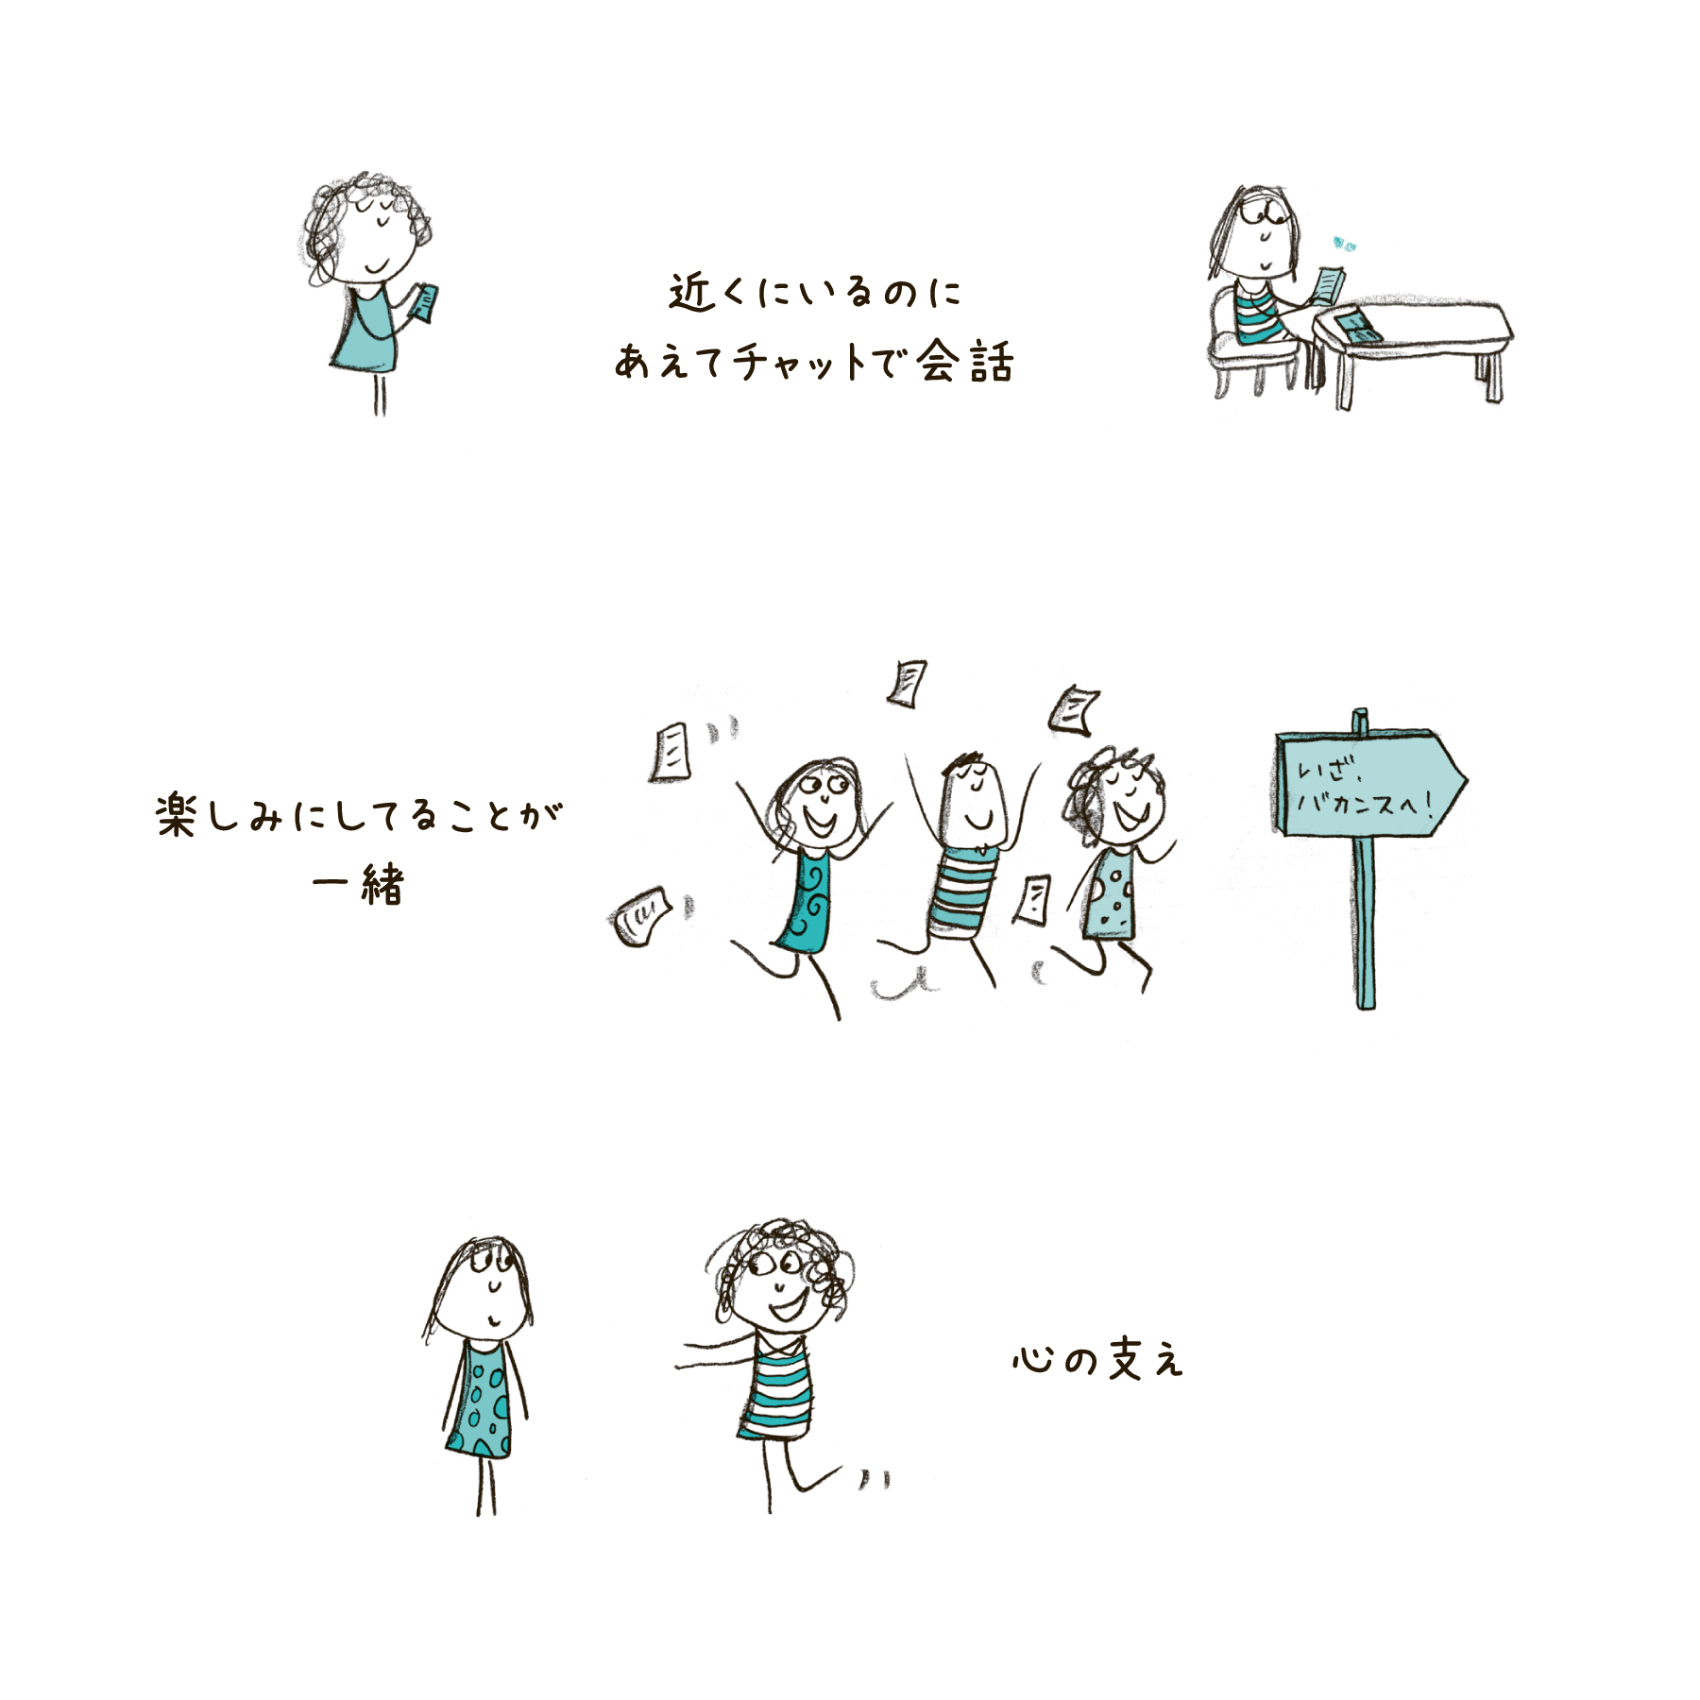 近くにいるのに
あえてチャットで会話
楽しみにしてることが
一緒
いざ、
バカンスへ!
心の支え